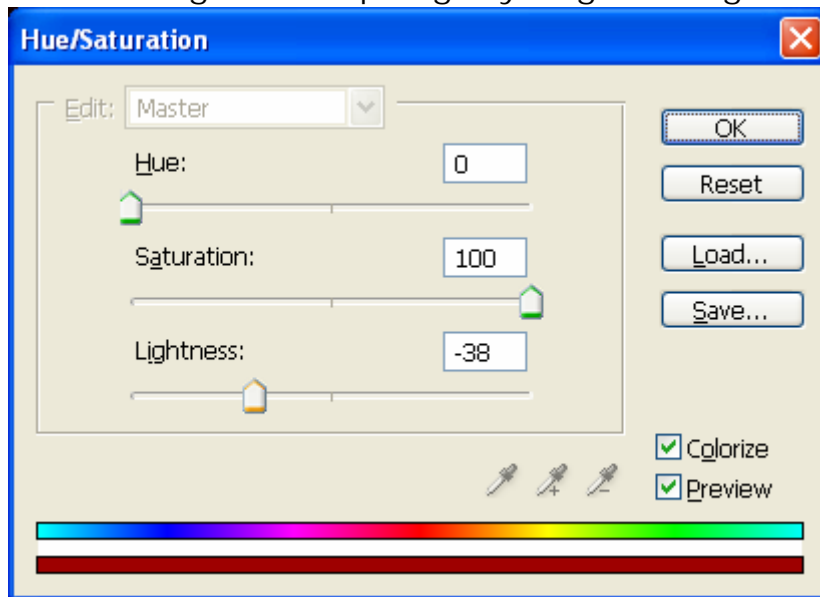 Hue/Saturation
Edit: Master
Hue: 0
Saturation: 100
Lightness: -38
OK
Reset
Load...
Save...
Colorize
Preview